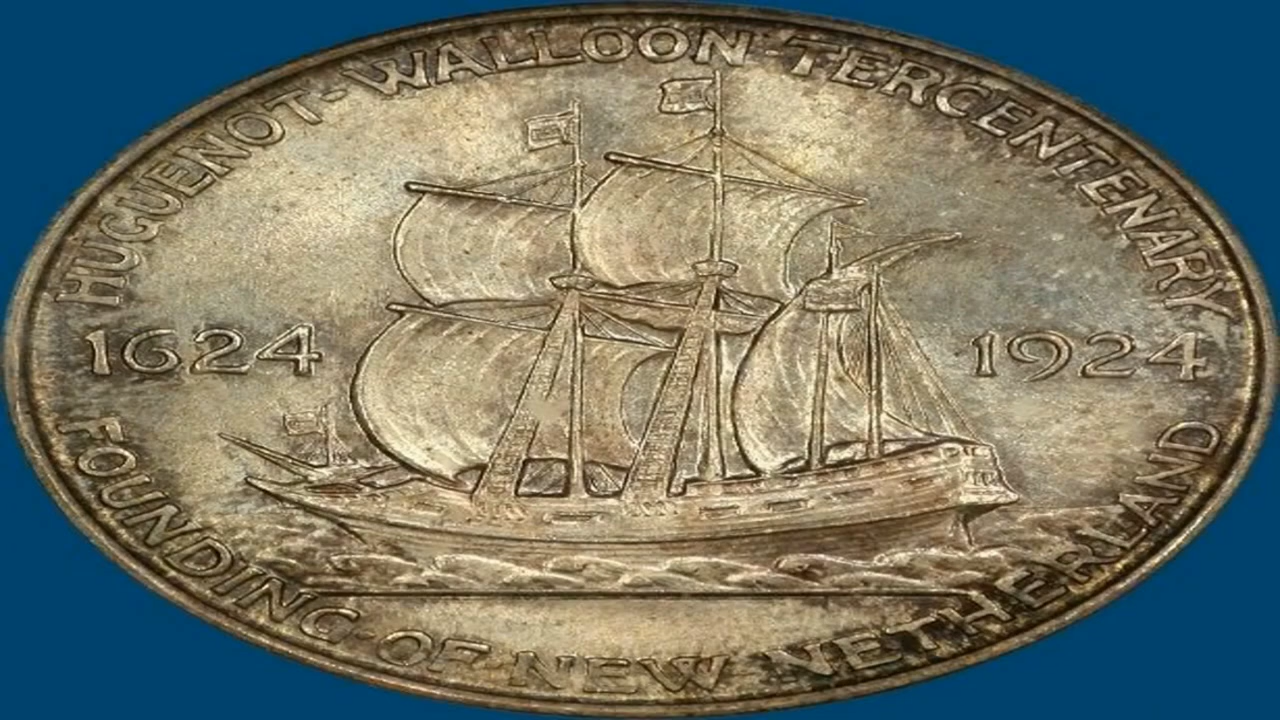 HUGUENOT-WALLOON-TERCENTENARY
1624
1924
FOUNDING OF NEW NETHERLAND